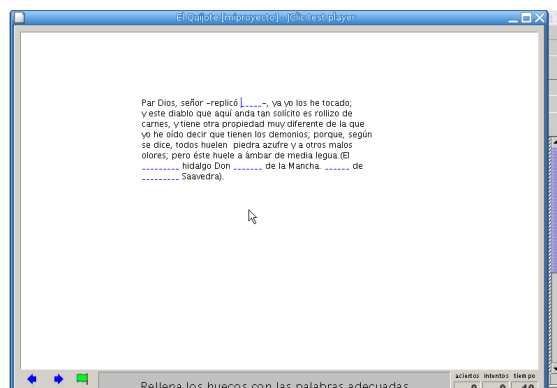 El Quijote [miproyecto] - JClic test player
Par Dios, señor –replicó _____–, ya yo los he tocado;
y este diablo que aquí anda tan solícito es rollizo de
carnes, y tiene otra propiedad muy diferente de la que
yo he oído decir que tienen los demonios; porque, según
se dice, todos huelen piedra azufre y a otros malos
olores; pero éste huele a ámbar de media legua.(El
_________ hidalgo Don _______ de la Mancha. ______ de
_________ Saavedra).
Rellena los huecos con las palabras adecuadas
aciertos intentos tiempo